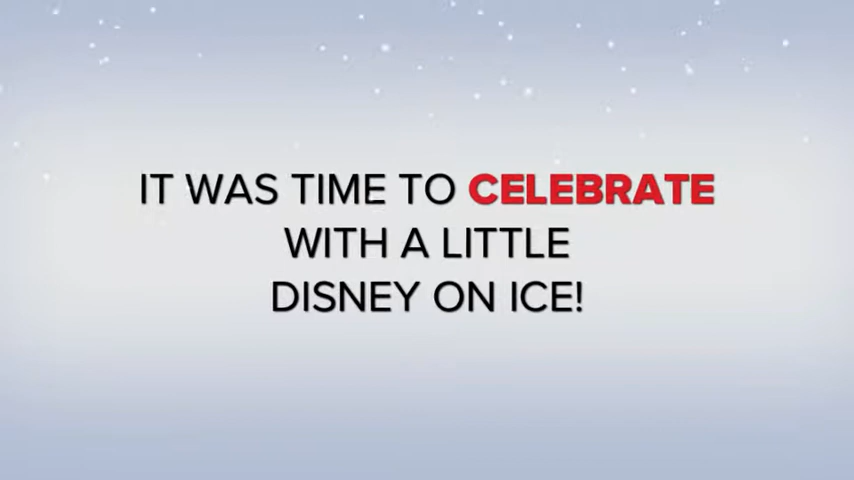 IT WAS TIME TO CELEBRATE
WITH A LITTLE
DISNEY ON ICE!